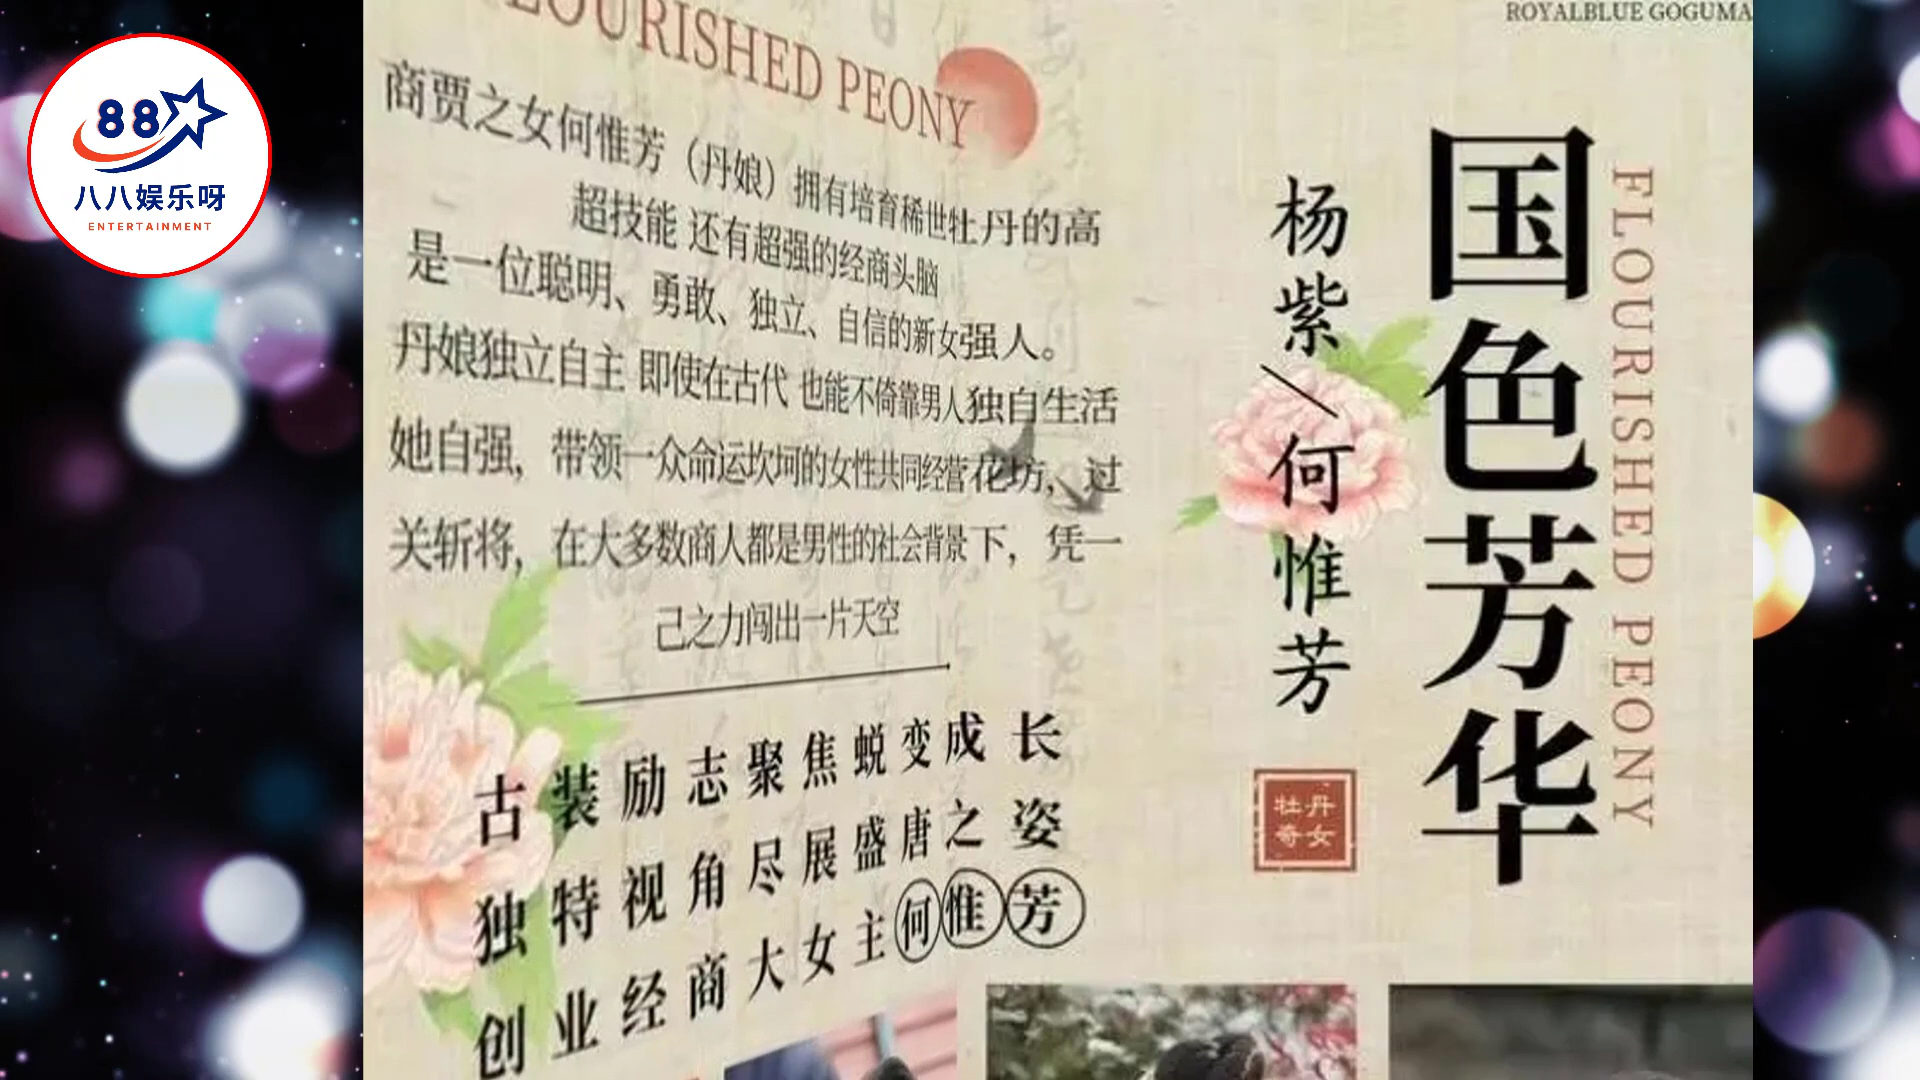 88
八八娱乐呀
ENTERTAINMENT
ROYALBLUE GOGUMA
FLOURISHED PEONY
商贾之女何惟芳（丹娘）拥有培育稀世牡丹的高
超技能 还有超强的经商头脑
是一位聪明、勇敢、独立、自信的新女强人。
丹娘独立自主 即使在古代 也能不倚靠男人独自生活
她自强，带领一众命运坎坷的女性共同经营花坊，过
关斩将，在大多数商人都是男性的社会背景下，凭一
己之力闯出一片天空
古装励志聚焦蜕变成长
独特视角尽展盛唐之姿
创业经商大女主何惟芳
国色芳华
FLOURISHED PEONY
杨紫/何惟芳
牡丹
奇女